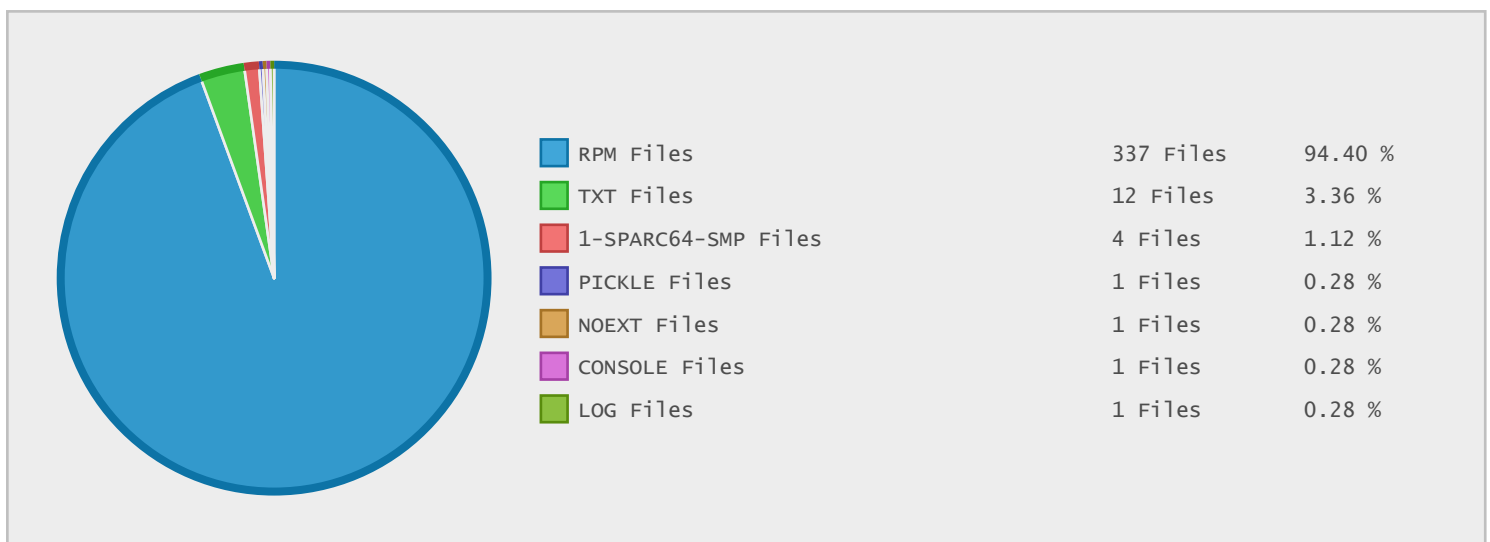 RPM Files 337 Files 94.40 %
TXT Files 12 Files 3.36 %
1-SPARC64-SMP Files 4 Files 1.12 %
PICKLE Files 1 Files 0.28 %
NOEXT Files 1 Files 0.28 %
CONSOLE Files 1 Files 0.28 %
LOG Files 1 Files 0.28 %